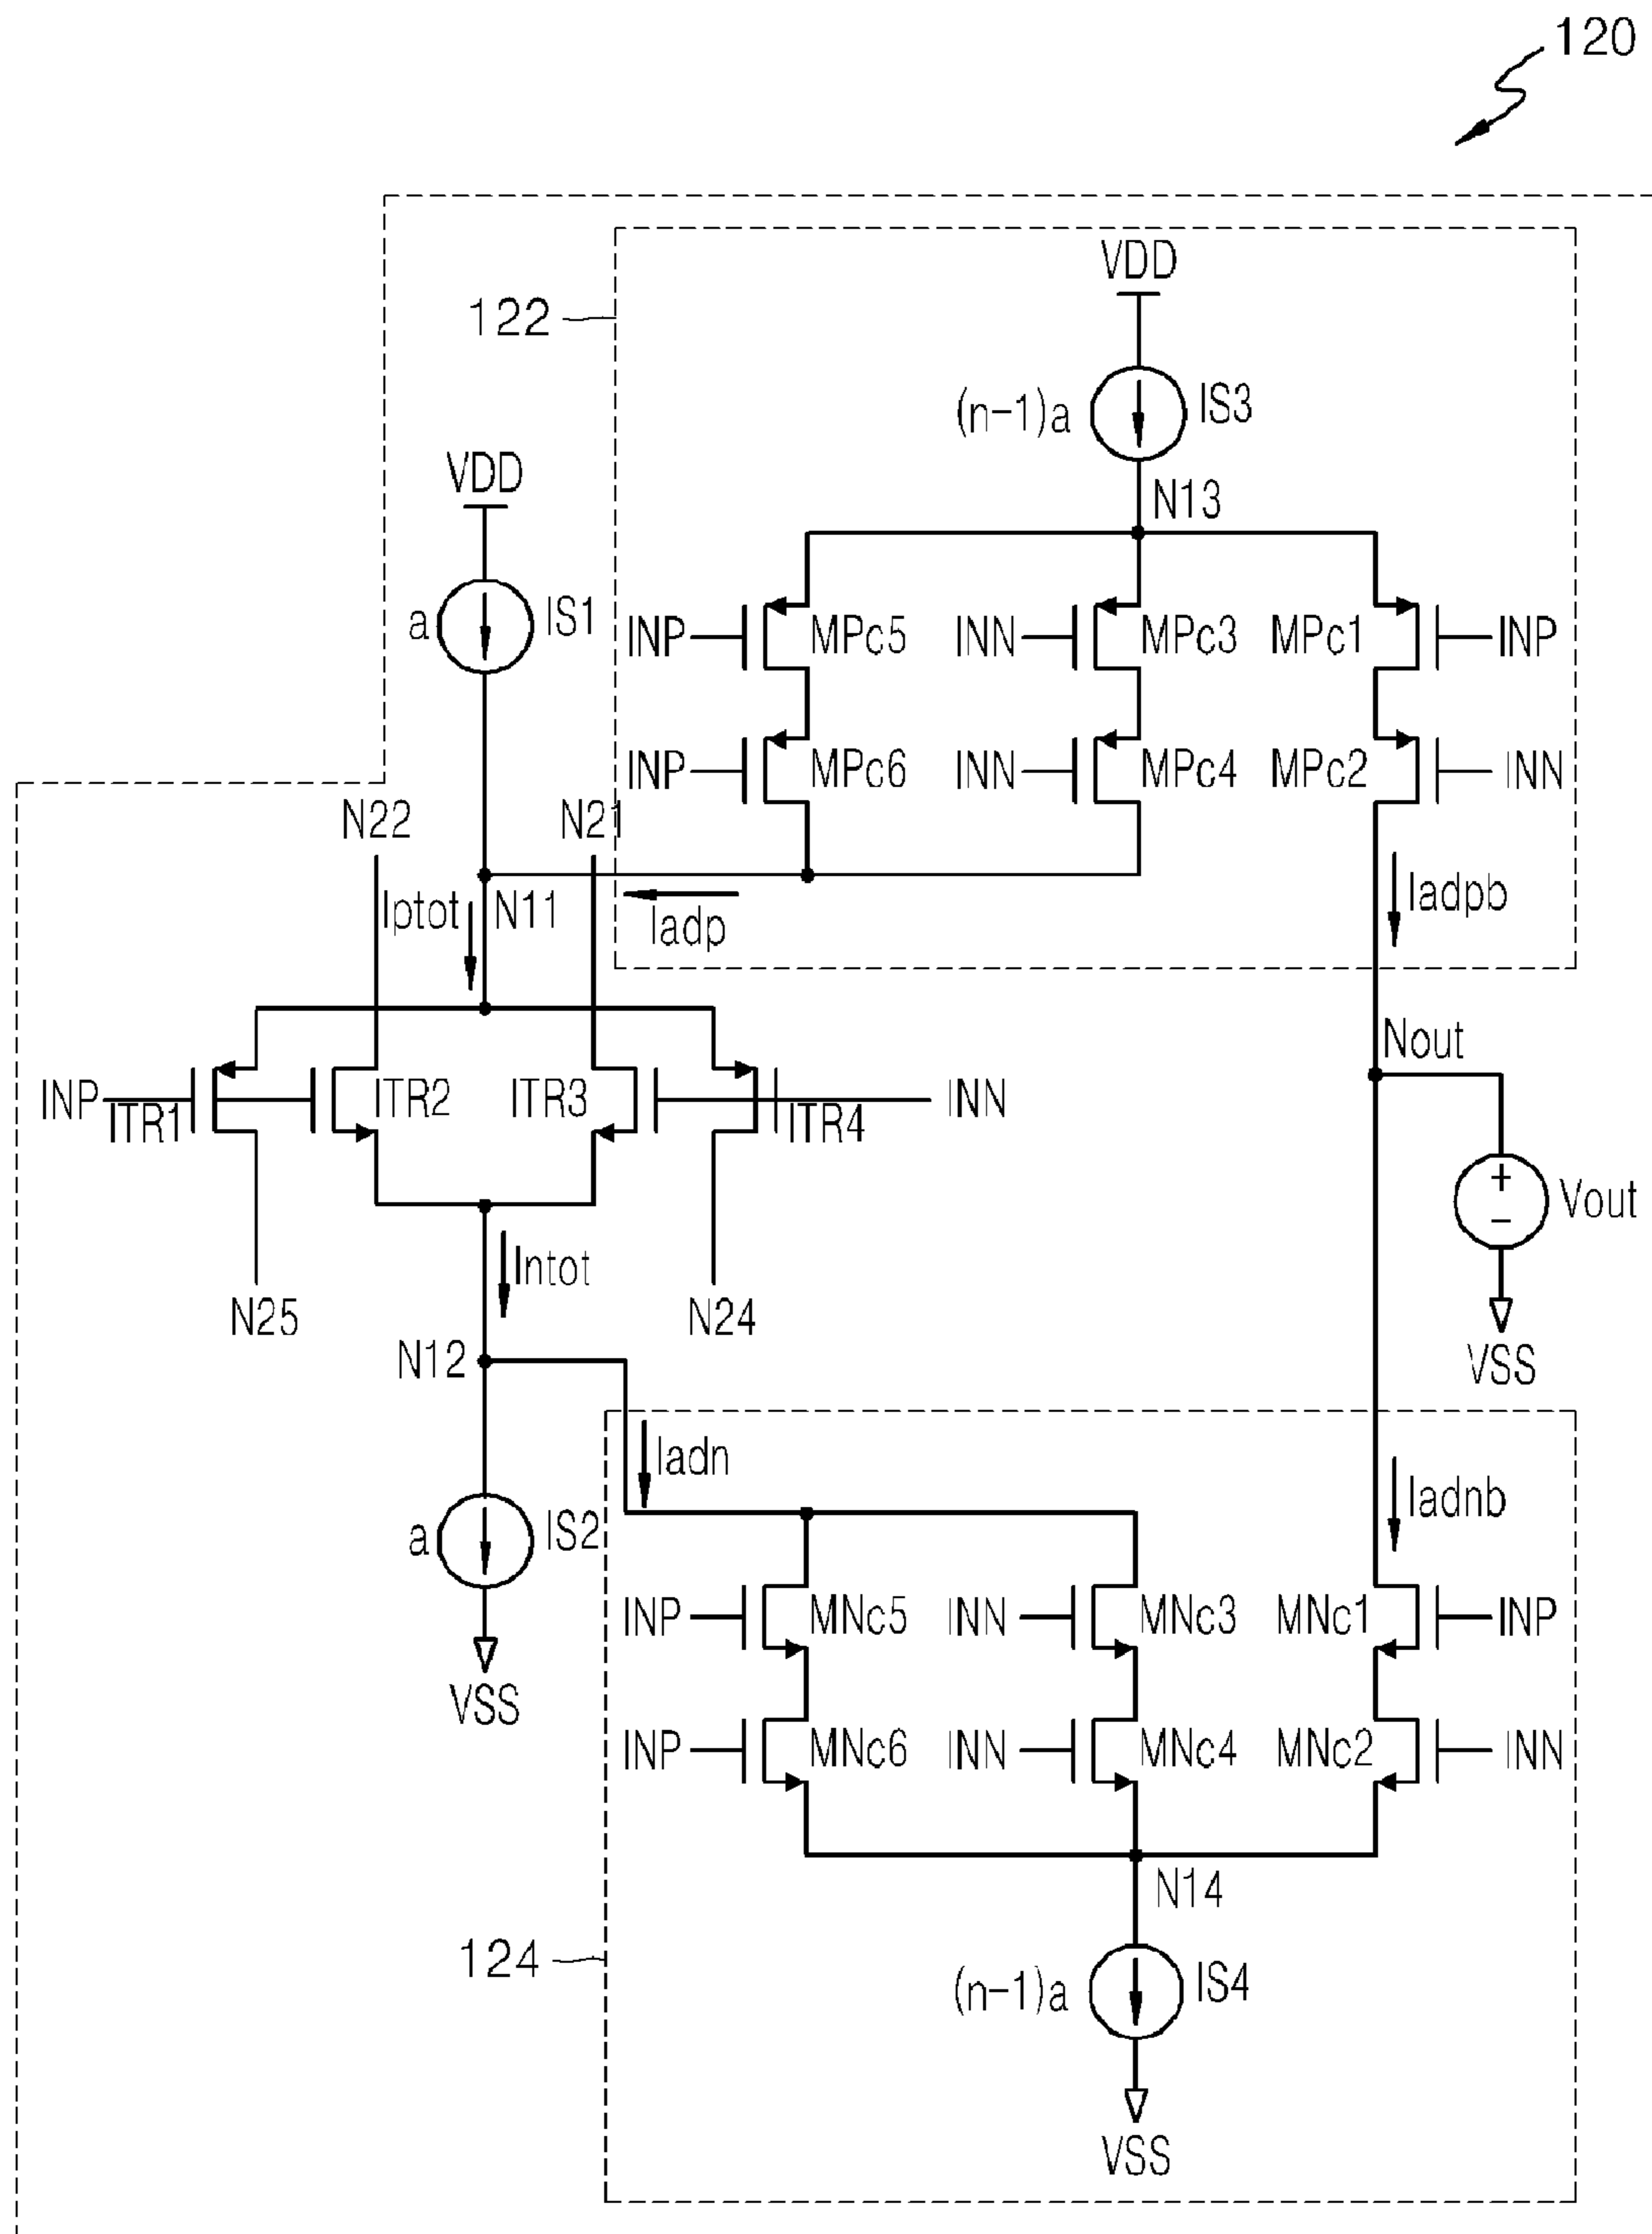 120
VDD
122
(n-1)a IS3
N13
VDD
a IS1
INP MPc5 INN MPc3 MPc1 INP
INP MPc6 INN MPc4 MPc2 INN
N22 N21
Iptot N11 Iadp Iadpb
Nout
INP ITR1 ITR2 ITR3 ITR4 INN
Vout
+
-
Intot
N25 N24
N12 VSS
Iadn Iadnb
a IS2
INP MNc5 INN MNc3 MNc1 INP
VSS
INP MNc6 INN MNc4 MNc2 INN
N14
124
(n-1)a IS4
VSS